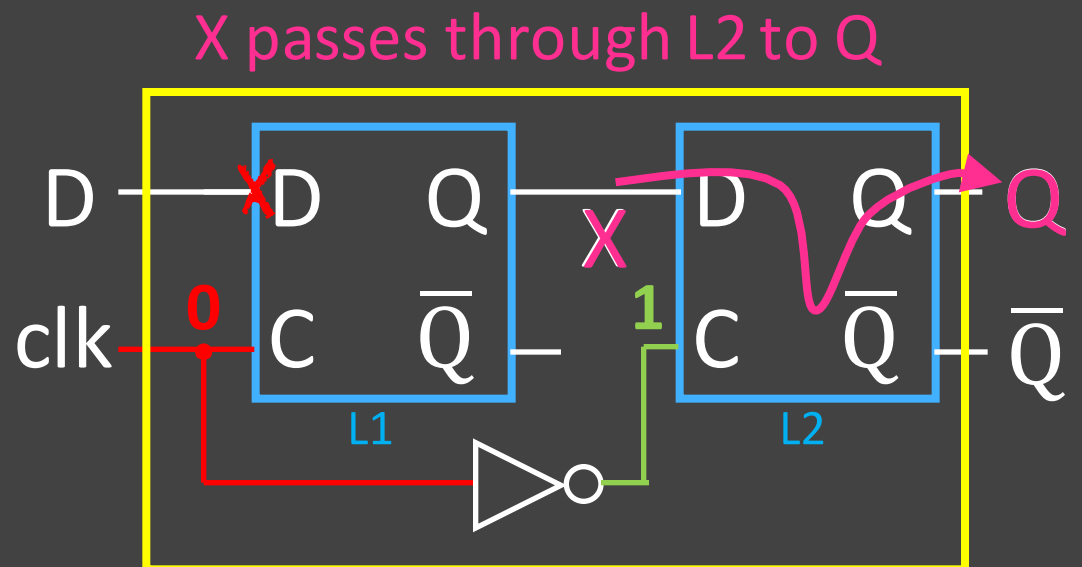 X passes through L2 to Q
D X D Q X D Q Q
0 1
clk C Q̅ C Q̅ Q̅
L1 L2